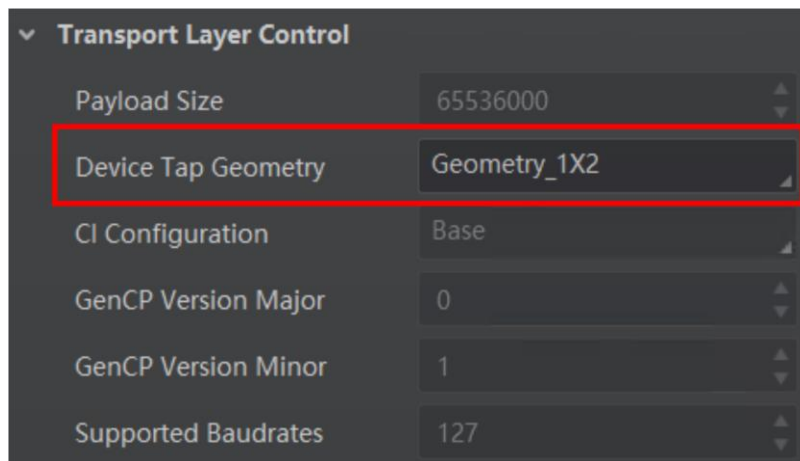 Transport Layer Control
Payload Size 65536000
Device Tap Geometry Geometry_1X2
CI Configuration Base
GenCP Version Major 0
GenCP Version Minor 1
Supported Baudrates 127